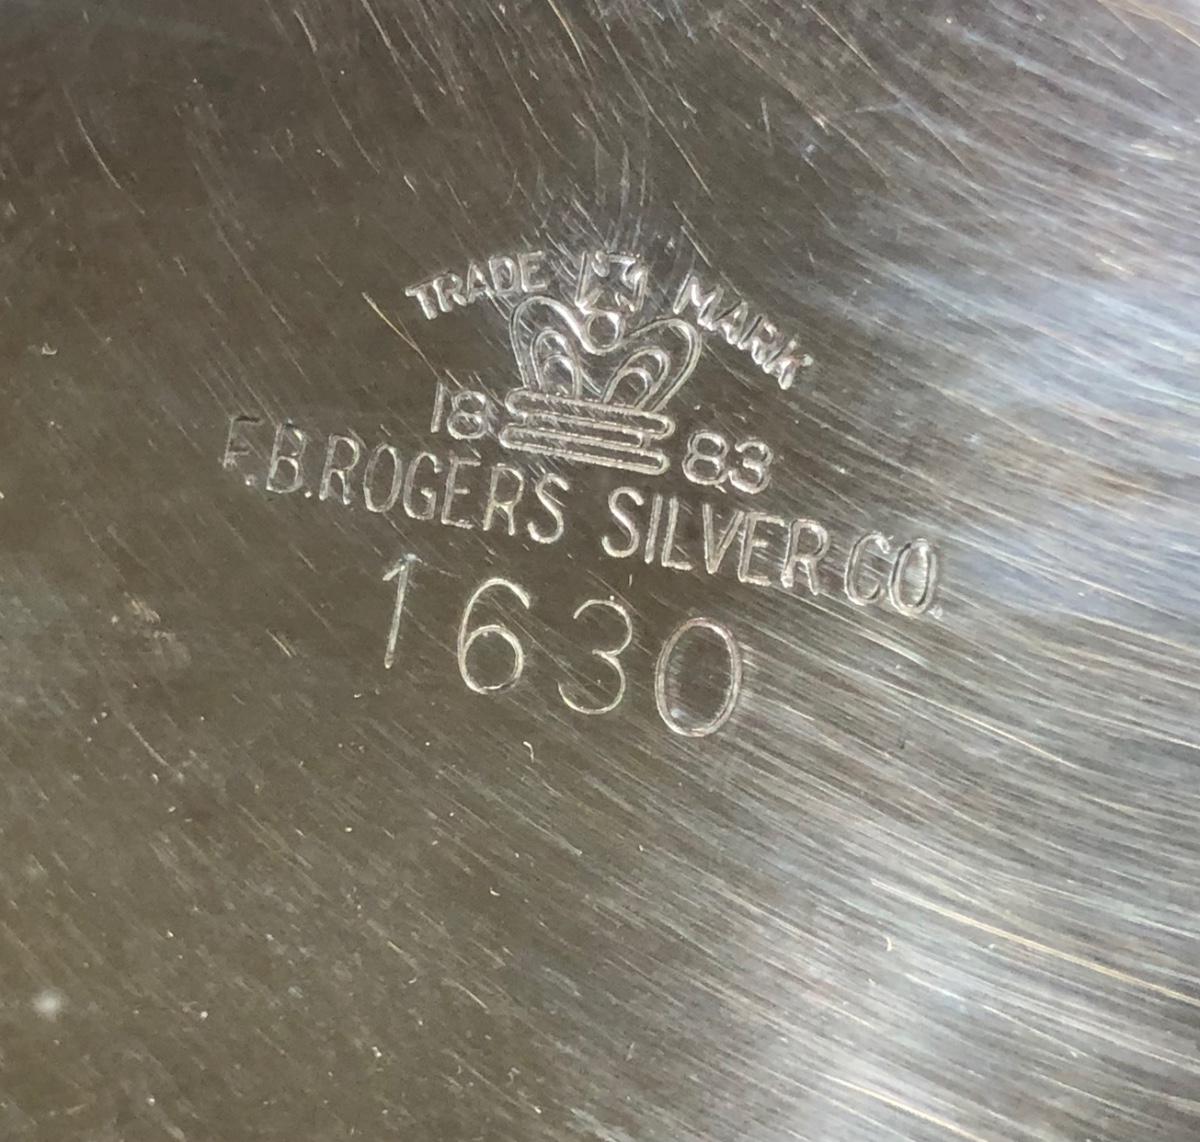 TRADE MARK
18 83
F.B.ROGERS SILVER CO.
1630